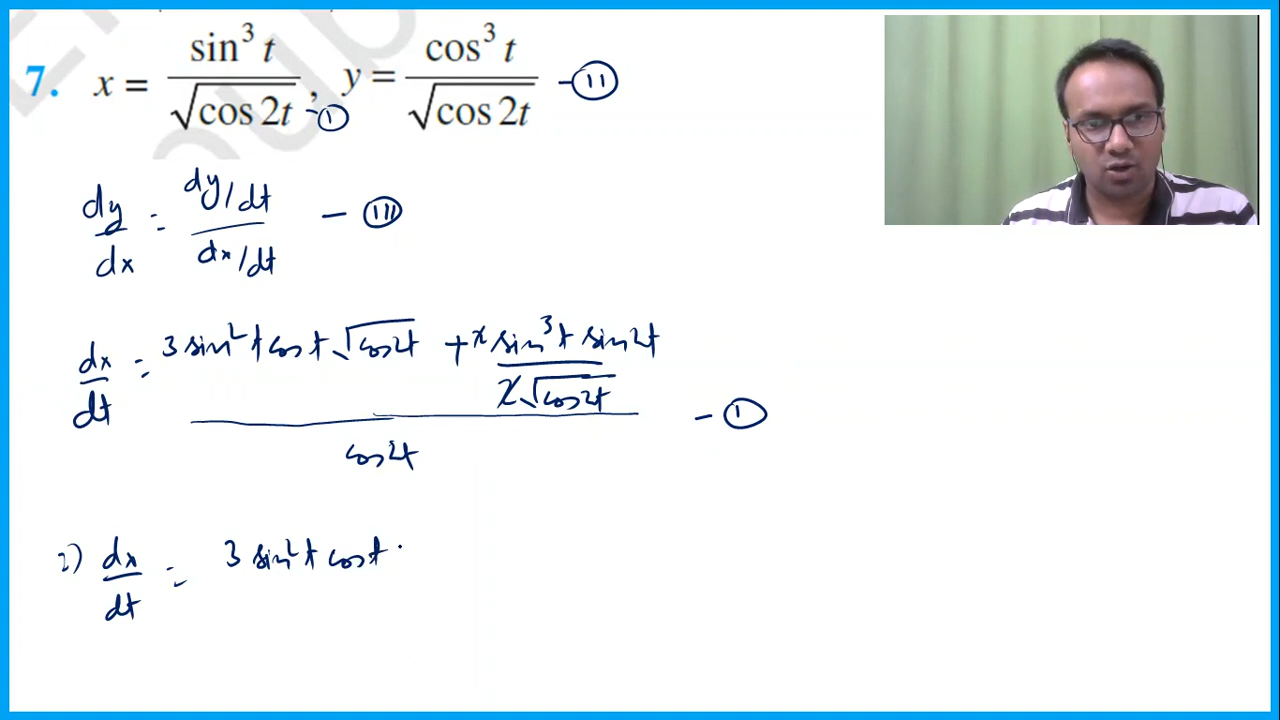 7. x = sin³ t / √cos 2t , – (I) y = cos³ t / √cos 2t – (II)
dy/dx = (dy/dt) / (dx/dt) – (III)
dx/dt = (3 sin²t cos t √cos2t + 2 sin³t sin2t / 2√cos2t) / cos2t – (I)
⇒) dx/dt = 3 sin²t cos t ·